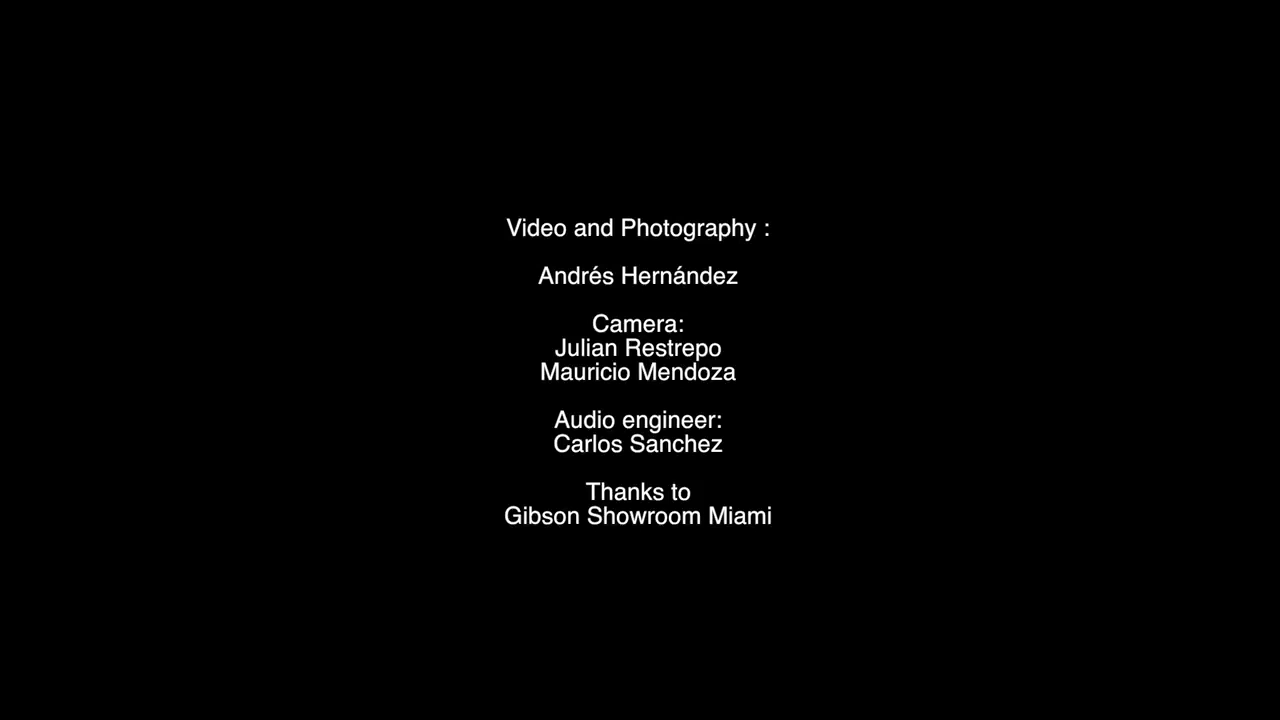 Video and Photography :
Andrés Hernández
Camera:
Julian Restrepo
Mauricio Mendoza
Audio engineer:
Carlos Sanchez
Thanks to
Gibson Showroom Miami